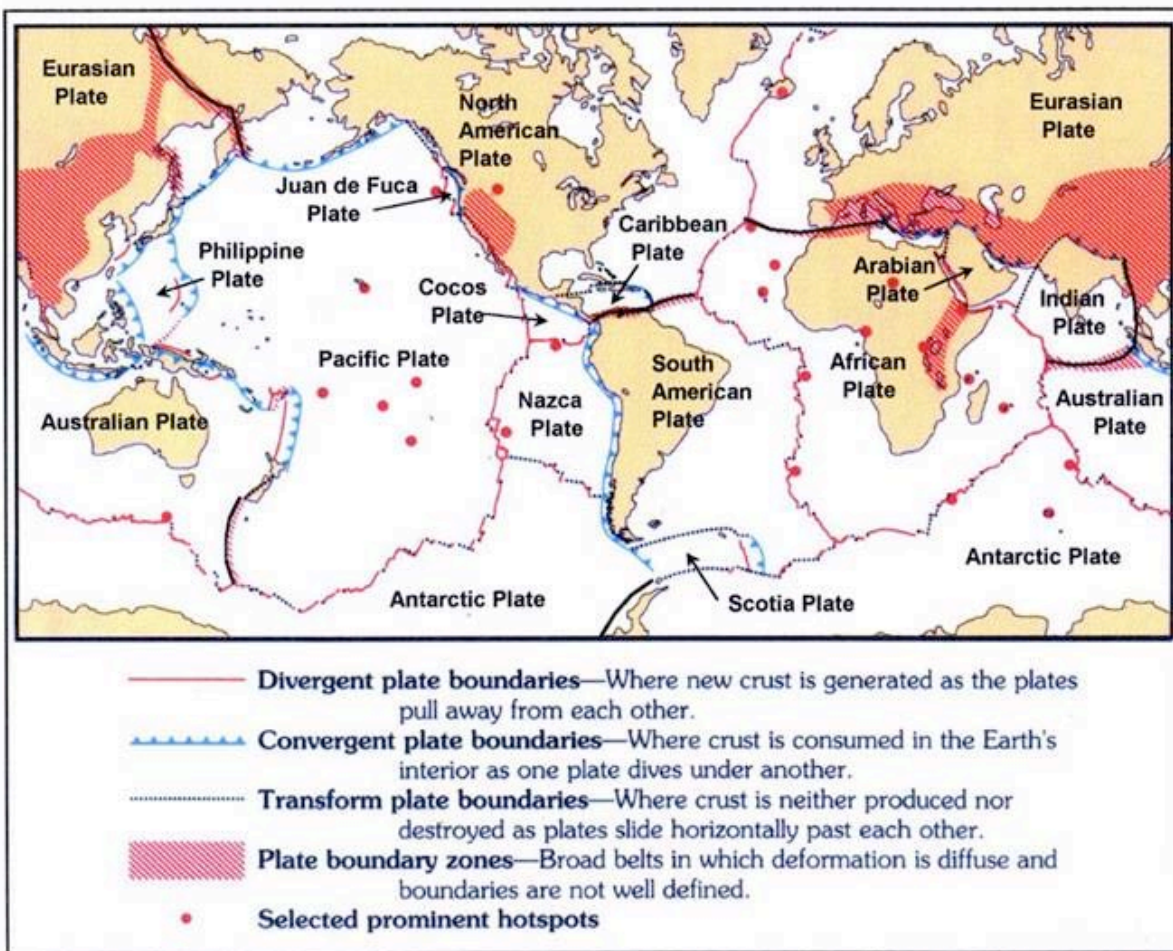 Eurasian
Plate
North
American
Plate
Eurasian
Plate
Juan de Fuca
Plate
Caribbean
Plate
Philippine
Plate
Arabian
Plate
Cocos
Plate
Indian
Plate
Pacific Plate
South
American
Plate
African
Plate
Nazca
Plate
Australian Plate
Australian
Plate
Antarctic Plate
Antarctic Plate
Scotia Plate
Divergent plate boundaries—Where new crust is generated as the plates
pull away from each other.
Convergent plate boundaries—Where crust is consumed in the Earth's
interior as one plate dives under another.
Transform plate boundaries—Where crust is neither produced nor
destroyed as plates slide horizontally past each other.
Plate boundary zones—Broad belts in which deformation is diffuse and
boundaries are not well defined.
Selected prominent hotspots